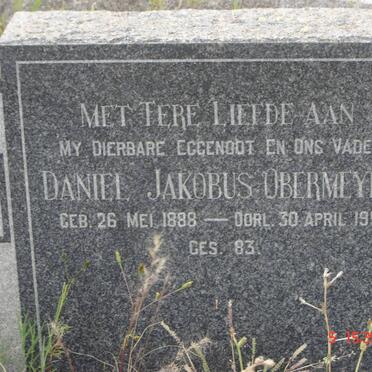 MET TERE LIEFDE AAN
MY DIERBARE EGGENOOT EN ONS VADE
DANIEL JAKOBUS OBERMEY
GEB. 26 MEI 1888 — OORL. 30 APRIL 19
GES. 83.